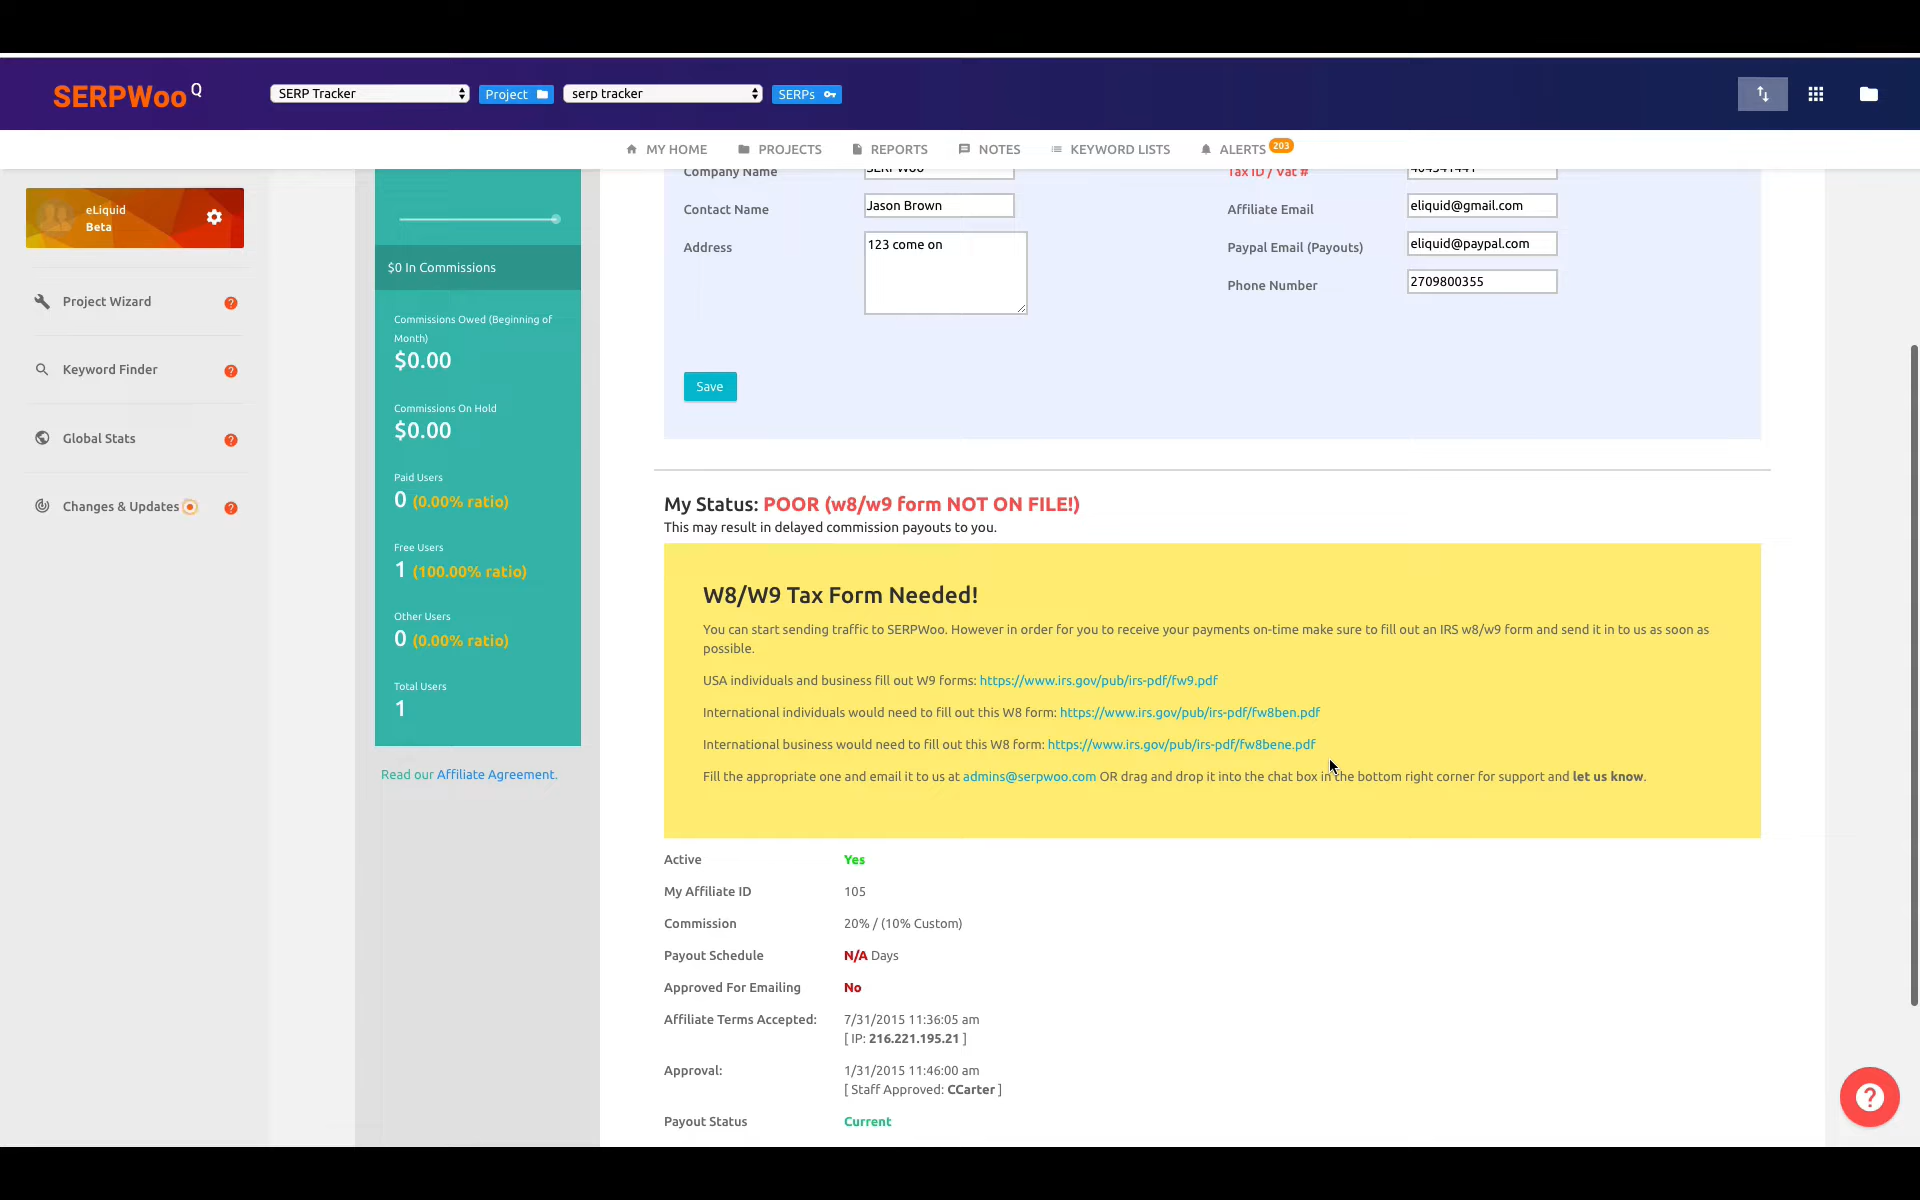 SERPWoo Q
SERP Tracker
Project
serp tracker
SERPs
MY HOME
PROJECTS
REPORTS
NOTES
KEYWORD LISTS
ALERTS 203
eLiquid
Beta
Project Wizard ?
Keyword Finder ?
Global Stats ?
Changes & Updates ?
$0 In Commissions
Commissions Owed (Beginning of
Month)
$0.00
Commissions On Hold
$0.00
Paid Users
0 (0.00% ratio)
Free Users
1 (100.00% ratio)
Other Users
0 (0.00% ratio)
Total Users
1
Read our Affiliate Agreement.
Company Name
SERPWoo
Tax ID / Vat #
Contact Name
Jason Brown
Affiliate Email
eliquid@gmail.com
Address
123 come on
Paypal Email (Payouts)
eliquid@paypal.com
Phone Number
2709800355
Save
My Status: POOR (w8/w9 form NOT ON FILE!)
This may result in delayed commission payouts to you.
W8/W9 Tax Form Needed!
You can start sending traffic to SERPWoo. However in order for you to receive your payments on-time make sure to fill out an IRS w8/w9 form and send it in to us as soon as
possible.
USA individuals and business fill out W9 forms: https://www.irs.gov/pub/irs-pdf/fw9.pdf
International individuals would need to fill out this W8 form: https://www.irs.gov/pub/irs-pdf/fw8ben.pdf
International business would need to fill out this W8 form: https://www.irs.gov/pub/irs-pdf/fw8bene.pdf
Fill the appropriate one and email it to us at admins@serpwoo.com OR drag and drop it into the chat box in the bottom right corner for support and let us know.
Active Yes
My Affiliate ID 105
Commission 20% / (10% Custom)
Payout Schedule N/A Days
Approved For Emailing No
Affiliate Terms Accepted: 7/31/2015 11:36:05 am
[ IP: 216.221.195.21 ]
Approval: 1/31/2015 11:46:00 am
[ Staff Approved: CCarter ]
Payout Status Current
?